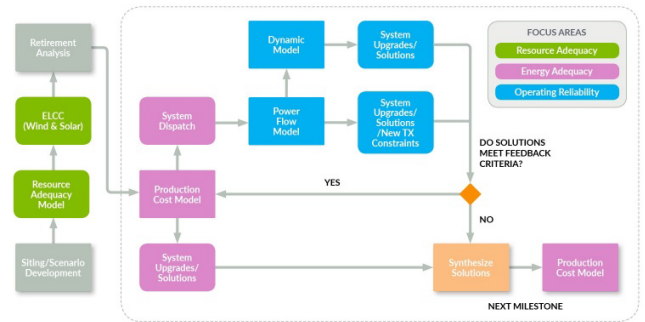 Retirement
Analysis
ELCC
(Wind & Solar)
Resource
Adequacy
Model
Siting/Scenario
Development
System
Dispatch
Production
Cost Model
System
Upgrades/
Solutions
Dynamic
Model
Power
Flow
Model
System
Upgrades/
Solutions
System
Upgrades/
Solutions
/New TX
Constraints
FOCUS AREAS
Resource Adequacy
Energy Adequacy
Operating Reliability
DO SOLUTIONS
MEET FEEDBACK
CRITERIA?
YES
NO
Synthesize
Solutions
Production
Cost Model
NEXT MILESTONE